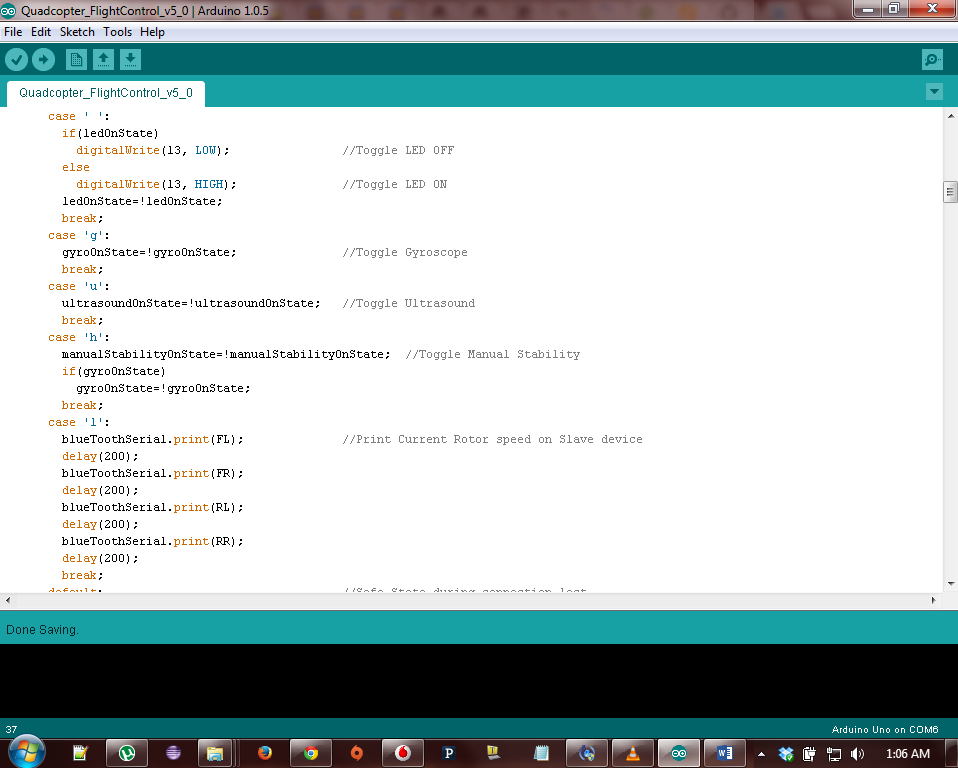 Quadcopter_FlightControl_v5_0 | Arduino 1.0.5
File Edit Sketch Tools Help
Quadcopter_FlightControl_v5_0
case ' ':
if(ledOnState)
digitalWrite(13, LOW); //Toggle LED OFF
else
digitalWrite(13, HIGH); //Toggle LED ON
ledOnState=!ledOnState;
break;
case 'g':
gyroOnState=!gyroOnState; //Toggle Gyroscope
break;
case 'u':
ultrasoundOnState=!ultrasoundOnState; //Toggle Ultrasound
break;
case 'h':
manualStabilityOnState=!manualStabilityOnState; //Toggle Manual Stability
if(gyroOnState)
gyroOnState=!gyroOnState;
break;
case 'l':
blueToothSerial.print(FL); //Print Current Rotor speed on Slave device
delay(200);
blueToothSerial.print(FR);
delay(200);
blueToothSerial.print(RL);
delay(200);
blueToothSerial.print(RR);
delay(200);
break;
default: //Safe State during connection lost
Done Saving.
37
Arduino Uno on COM6
1:06 AM